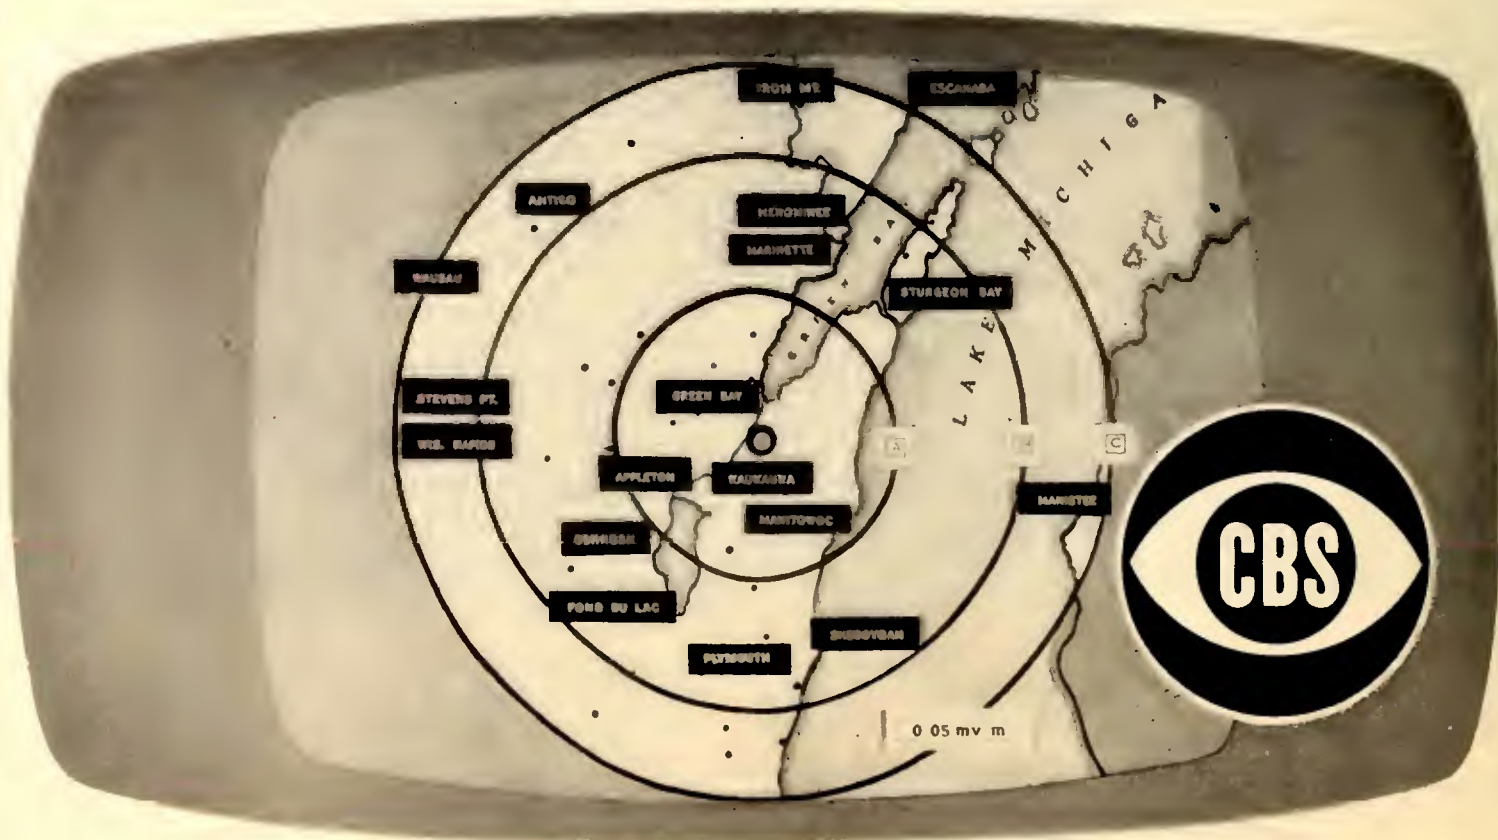 IRON MT.
ESCANABA
ANTIGO
MENOMINEE
MARINETTE
WAUSAU
STURGEON BAY
GREEN BAY
LAKE MICHIGA
STEVENS PT.
GREEN BAY
WIS. RAPIDS
A
C
APPLETON
KAUKAUNA
MANISTEE
MANITOWOC
OSHKOSH
CBS
FOND DU LAC
SHEBOYGAN
PLYMOUTH
0 05 mv m